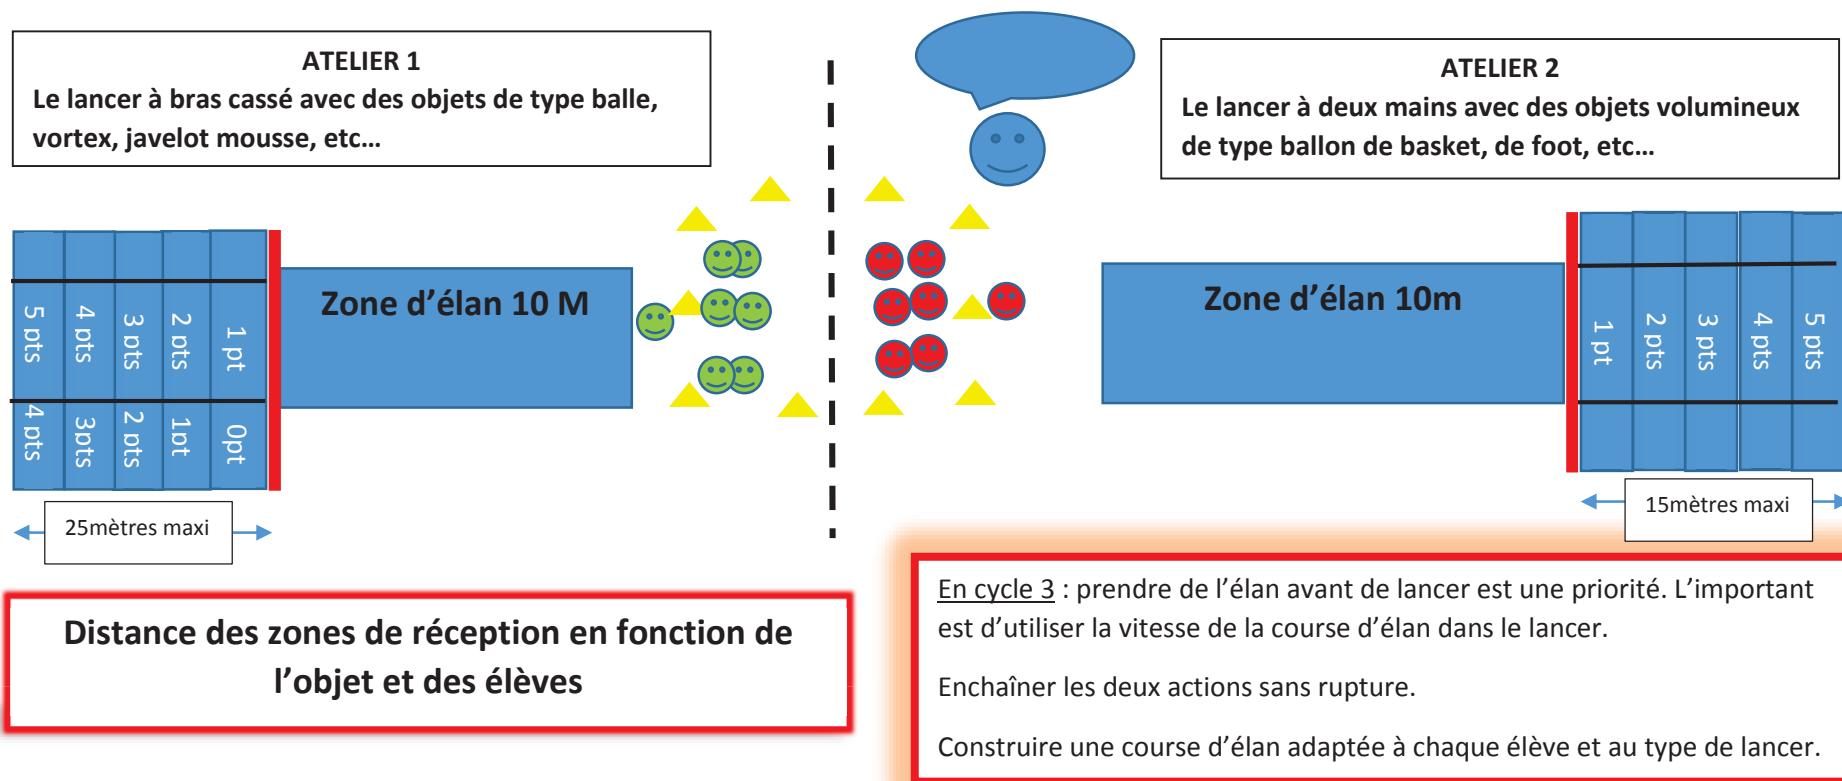 ATELIER 1
Le lancer à bras cassé avec des objets de type balle,
vortex, javelot mousse, etc…
ATELIER 2
Le lancer à deux mains avec des objets volumineux
de type ballon de basket, de foot, etc…
5 pts
4 pts
3 pts
2 pts
1 pt
4 pts
3pts
2 pts
1pt
0pt
Zone d'élan 10 M
Zone d'élan 10m
1 pt
2 pts
3 pts
4 pts
5 pts
25mètres maxi
15mètres maxi
Distance des zones de réception en fonction de
l'objet et des élèves
En cycle 3 : prendre de l'élan avant de lancer est une priorité. L'important
est d'utiliser la vitesse de la course d'élan dans le lancer.
Enchaîner les deux actions sans rupture.
Construire une course d'élan adaptée à chaque élève et au type de lancer.